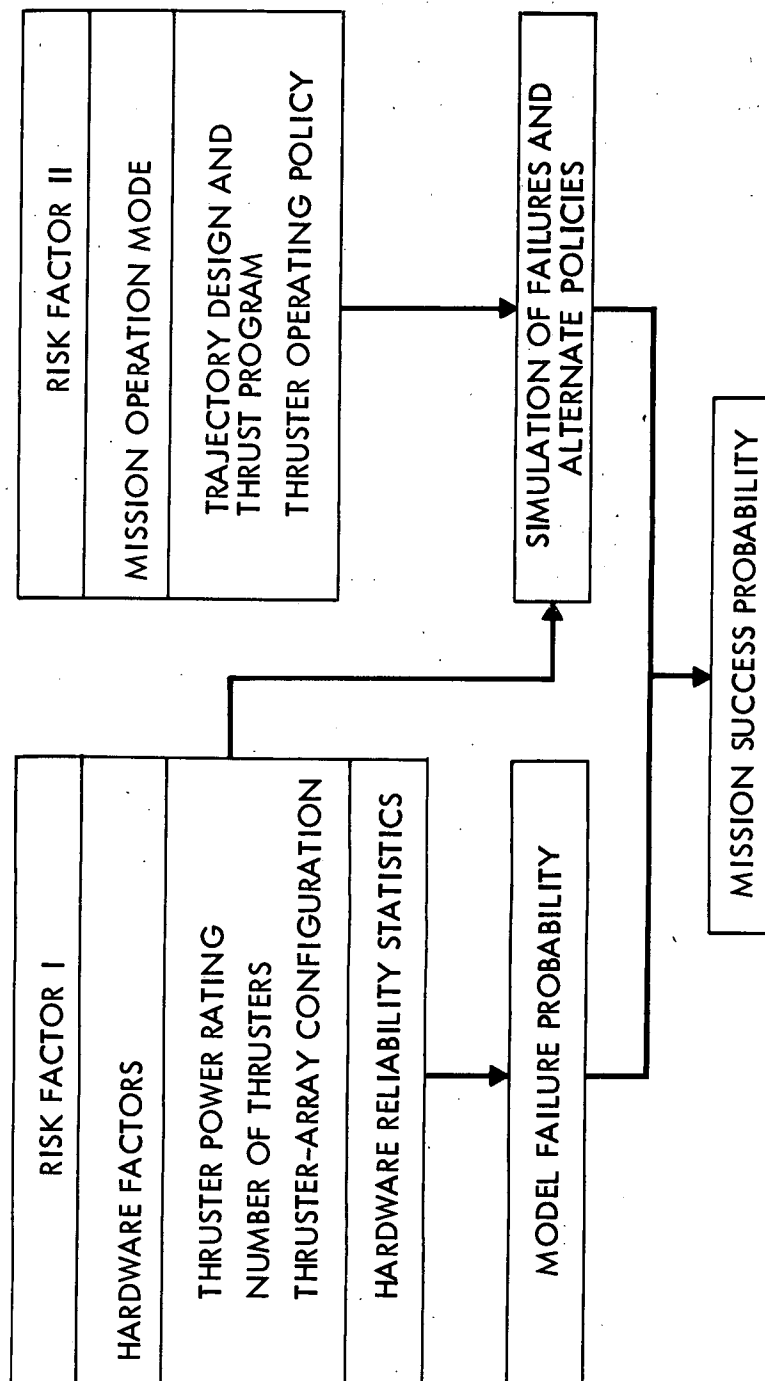 RISK FACTOR I
HARDWARE FACTORS
THRUSTER POWER RATING
NUMBER OF THRUSTERS
THRUSTER-ARRAY CONFIGURATION
HARDWARE RELIABILITY STATISTICS
MODEL FAILURE PROBABILITY
RISK FACTOR II
MISSION OPERATION MODE
TRAJECTORY DESIGN AND
THRUST PROGRAM
THRUSTER OPERATING POLICY
SIMULATION OF FAILURES AND
ALTERNATE POLICIES
MISSION SUCCESS PROBABILITY